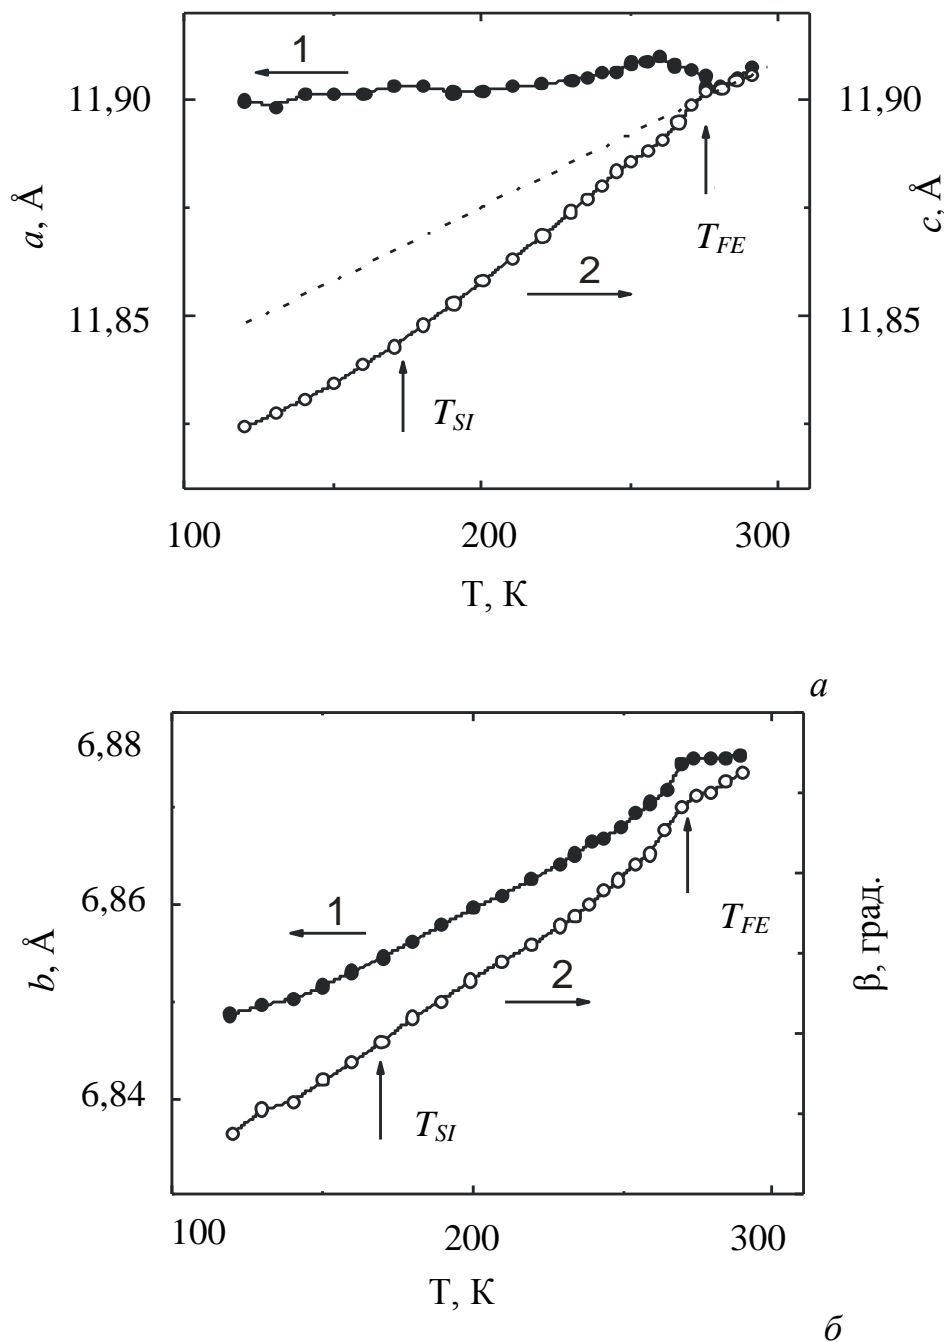 1
11,90
11,90
a, Å
c, Å
T_FE
2
11,85
11,85
T_SI
100
200
300
Т, К
а
6,88
b, Å
β, град.
6,86
1
T_FE
2
6,84
T_SI
100
200
300
Т, К
б